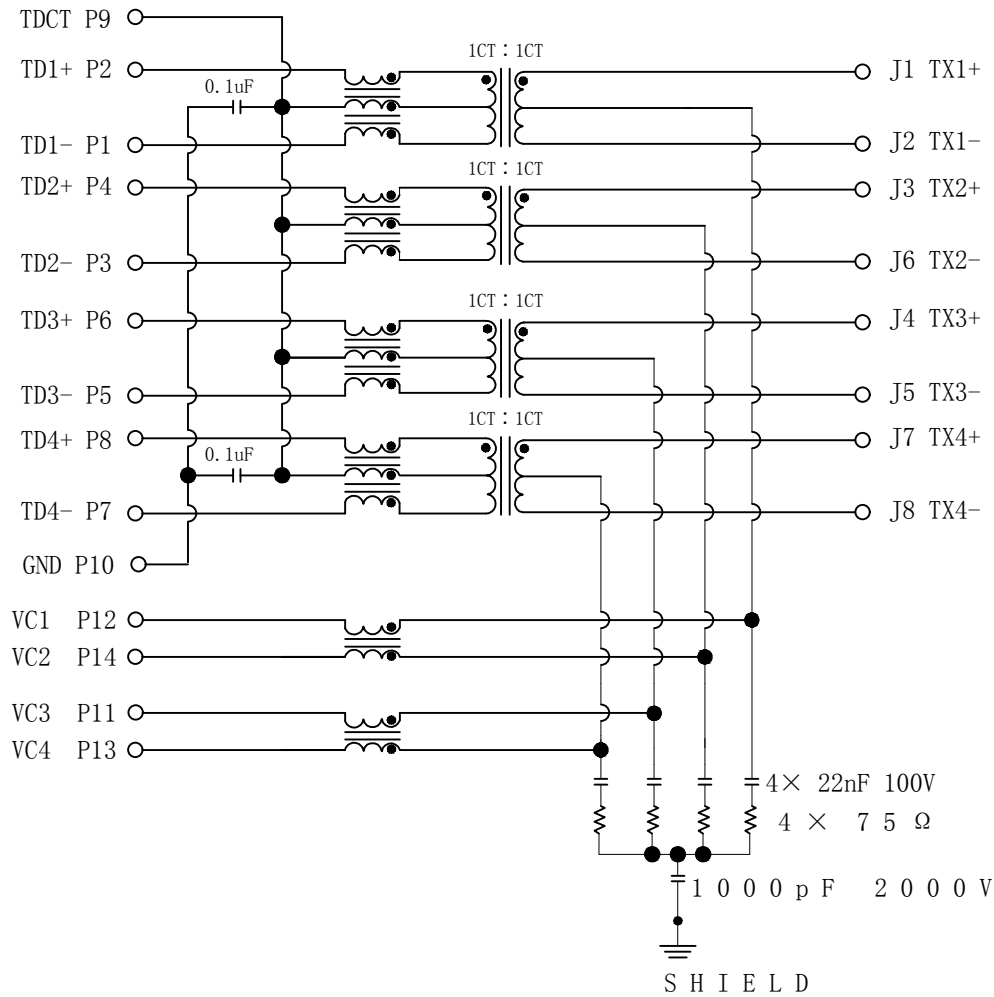 TDCT P9
1CT：1CT
TD1+ P2
J1 TX1+
0.1uF
TD1- P1
J2 TX1-
1CT：1CT
TD2+ P4
J3 TX2+
TD2- P3
J6 TX2-
1CT：1CT
TD3+ P6
J4 TX3+
TD3- P5
J5 TX3-
1CT：1CT
TD4+ P8
J7 TX4+
0.1uF
TD4- P7
J8 TX4-
GND P10
VC1 P12
VC2 P14
VC3 P11
VC4 P13
4× 22nF 100V
4 × 75Ω
1000pF 2000V
SHIELD